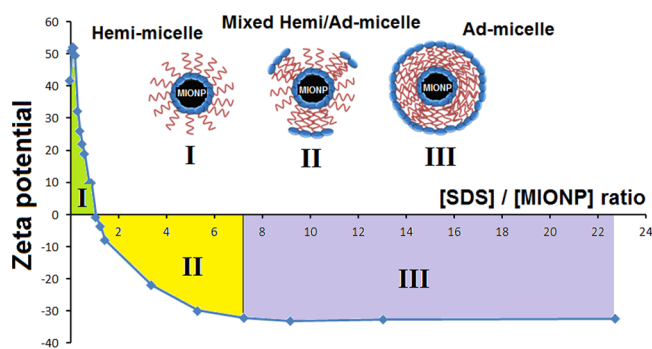 Hemi-micelle
Mixed Hemi/Ad-micelle
Ad-micelle
MIONP
MIONP
MIONP
I
II
III
Zeta potential
60
50
40
30
20
10
0
-10
-20
-30
-40
[SDS] / [MIONP] ratio
2
4
6
8
10
12
14
16
18
20
22
24
I
II
III